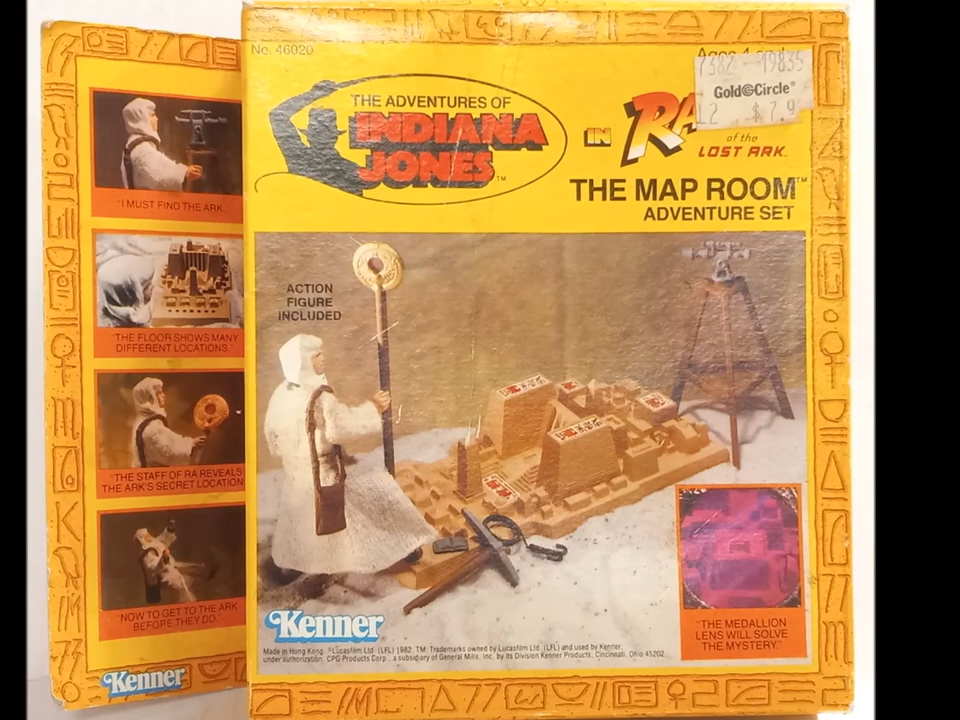 "I MUST FIND THE ARK.
"THE FLOOR SHOWS MANY
DIFFERENT LOCATIONS."
"THE STAFF OF RA REVEALS
THE ARK'S SECRET LOCATION
"NOW TO GET TO THE ARK
BEFORE THEY DO."
Kenner
No. 46020
THE ADVENTURES OF
INDIANA
JONES™
IN
of the
LOST ARK.
7382 - 19835
Gold Circle®
12 $7.9
THE MAP ROOM™
ADVENTURE SET
ACTION
FIGURE
INCLUDED
"THE MEDALLION
LENS WILL SOLVE
THE MYSTERY."
Kenner®
Made in Hong Kong. ®Lucasfilm Ltd. (LFL) 1982. TM: Trademarks owned by Lucasfilm Ltd. (LFL) and used by Kenner,
under authorization. CPG Products Corp., a subsidiary of General Mills, Inc. by its Division Kenner Products, Cincinnati, Ohio 45202.